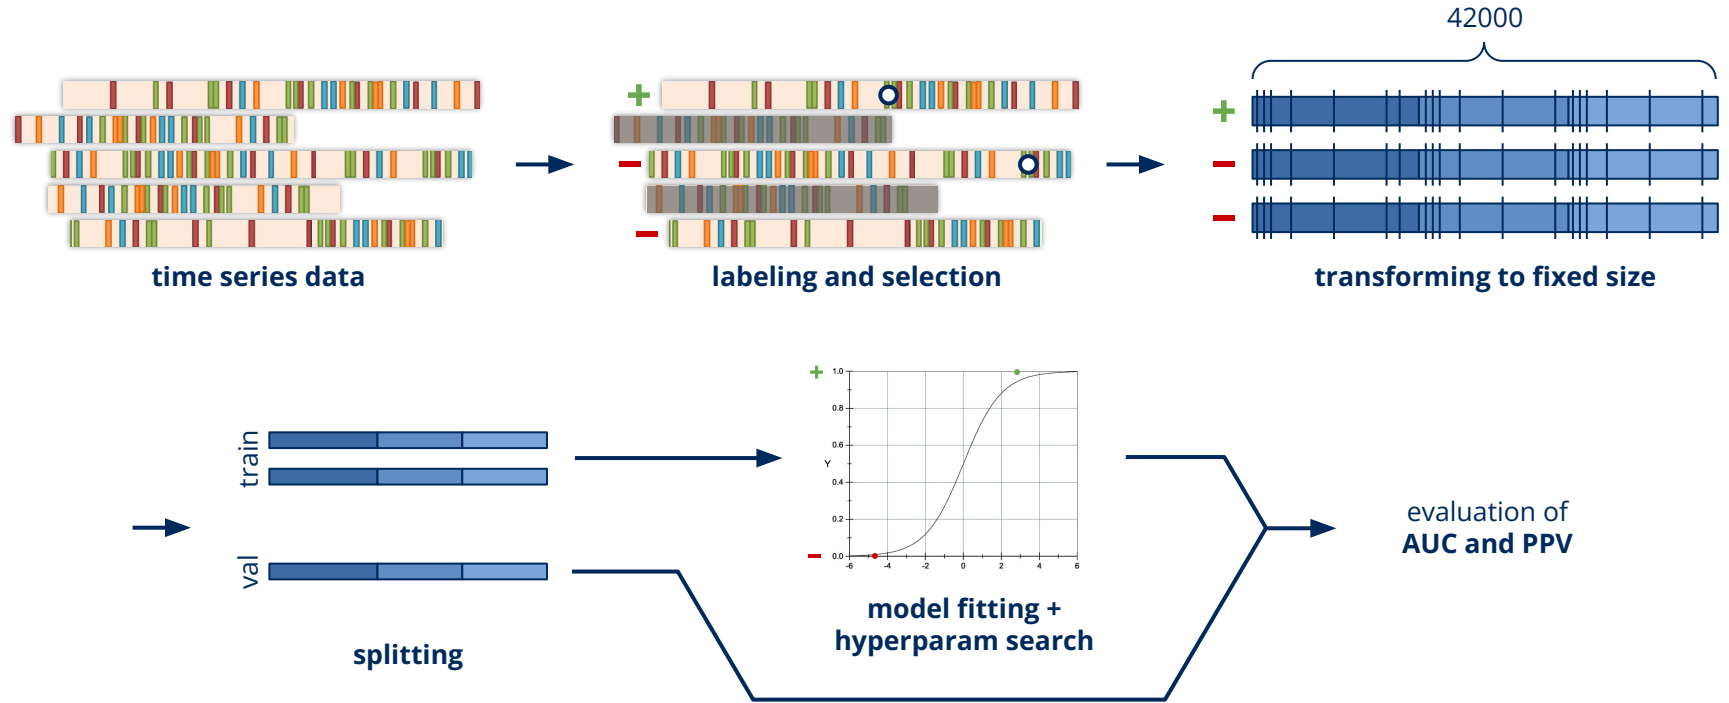 42000
+
+
−
−
−
−
time series data
labeling and selection
transforming to fixed size
train
val
splitting
+
−
1.0
0.8
0.6
Y
0.4
0.2
0.0
-6 -4 -2 0 2 4 6
model fitting +
hyperparam search
evaluation of
AUC and PPV